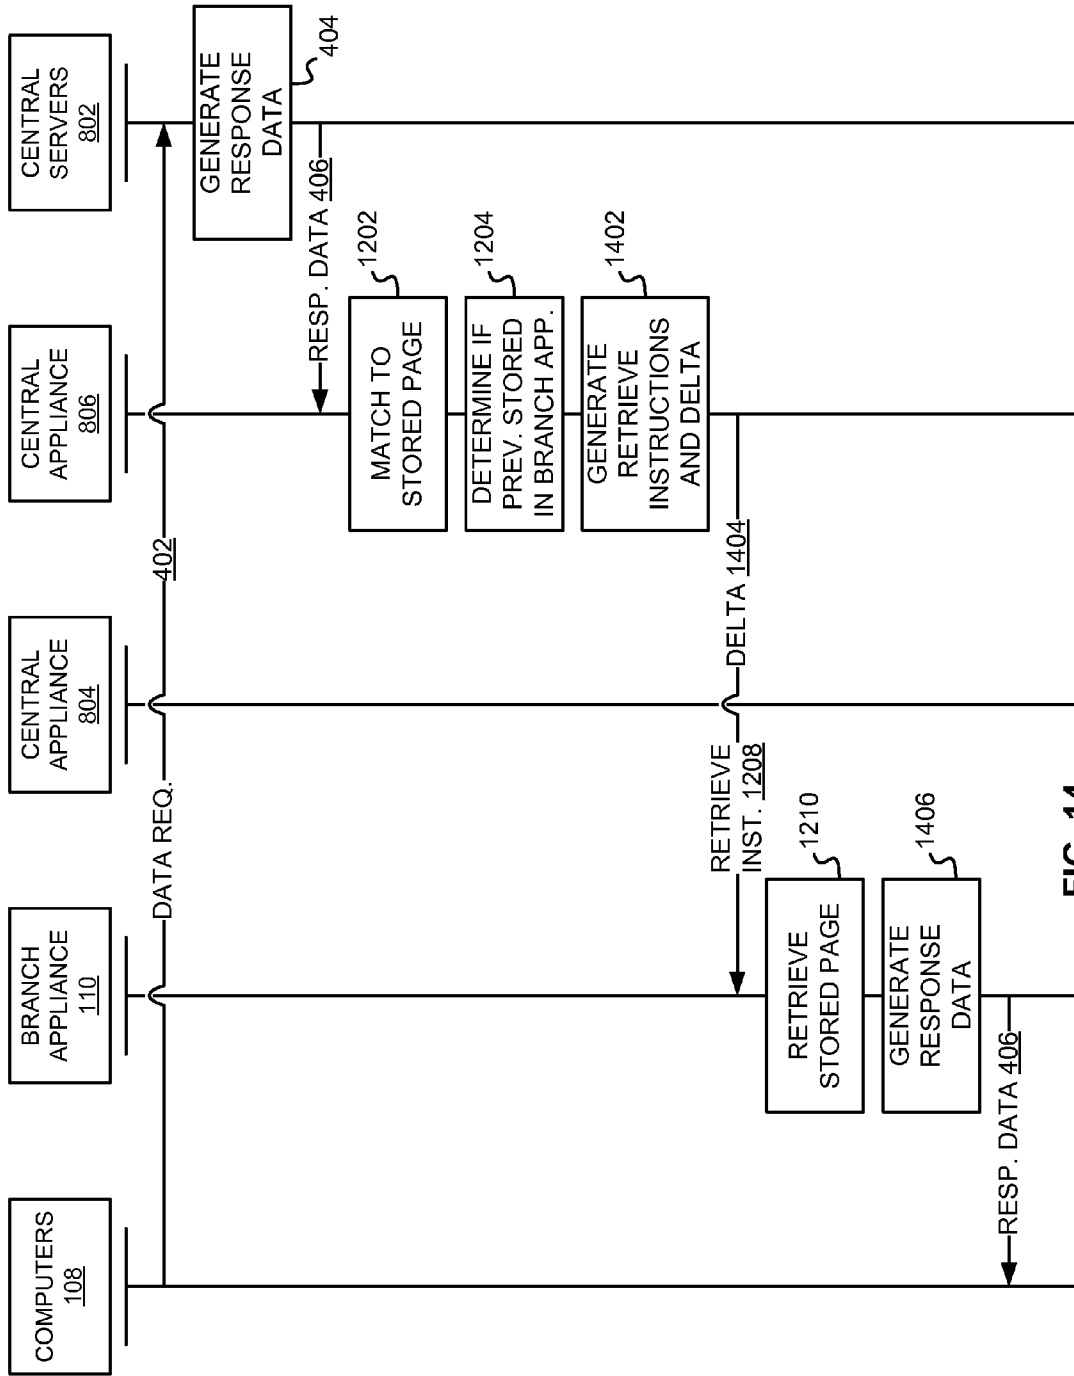 COMPUTERS
108
BRANCH
APPLIANCE
110
CENTRAL
APPLIANCE
804
CENTRAL
APPLIANCE
806
CENTRAL
SERVERS
802
DATA REQ.
402
GENERATE
RESPONSE
DATA
404
RESP. DATA 406
MATCH TO
STORED PAGE
1202
DETERMINE IF
PREV. STORED
IN BRANCH APP.
1204
GENERATE
RETRIEVE
INSTRUCTIONS
AND DELTA
1402
RETRIEVE
INST. 1208
DELTA 1404
RETRIEVE
STORED PAGE
1210
GENERATE
RESPONSE
DATA
1406
RESP. DATA 406
FIG. 14